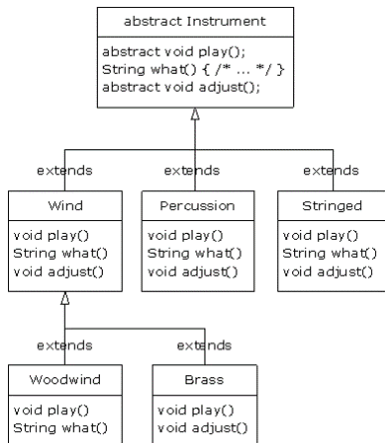 abstract Instrument
abstract void play();
String what() { /* ... */ }
abstract void adjust();
extends
extends
extends
Wind
void play()
String what()
void adjust()
Percussion
void play()
String what()
void adjust()
Stringed
void play()
String what()
void adjust()
extends
extends
Woodwind
void play()
String what()
Brass
void play()
void adjust()